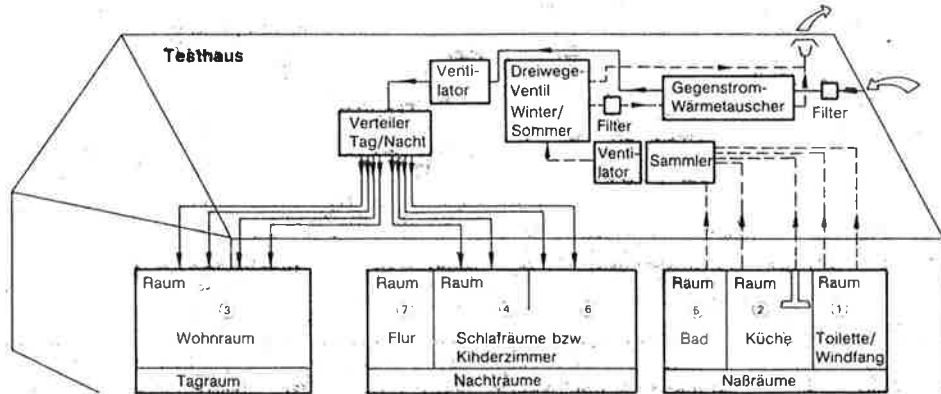 Testhaus
Venti-
lator
Dreiwege-
Ventil
Winter/
Sommer
Gegenstrom-
Wärmetauscher
Filter
Filter
Verteiler
Tag/Nacht
Venti-
lator
Sammler
Raum
3
Wohnraum
Tagraum
Raum
7
Flur
Raum
4
6
Schlafräume bzw.
Kihderzimmer
Nachträume
Raum
5
Bad
Raum
2
Küche
Raum
1
Toilette/
Windfang
Naßräume